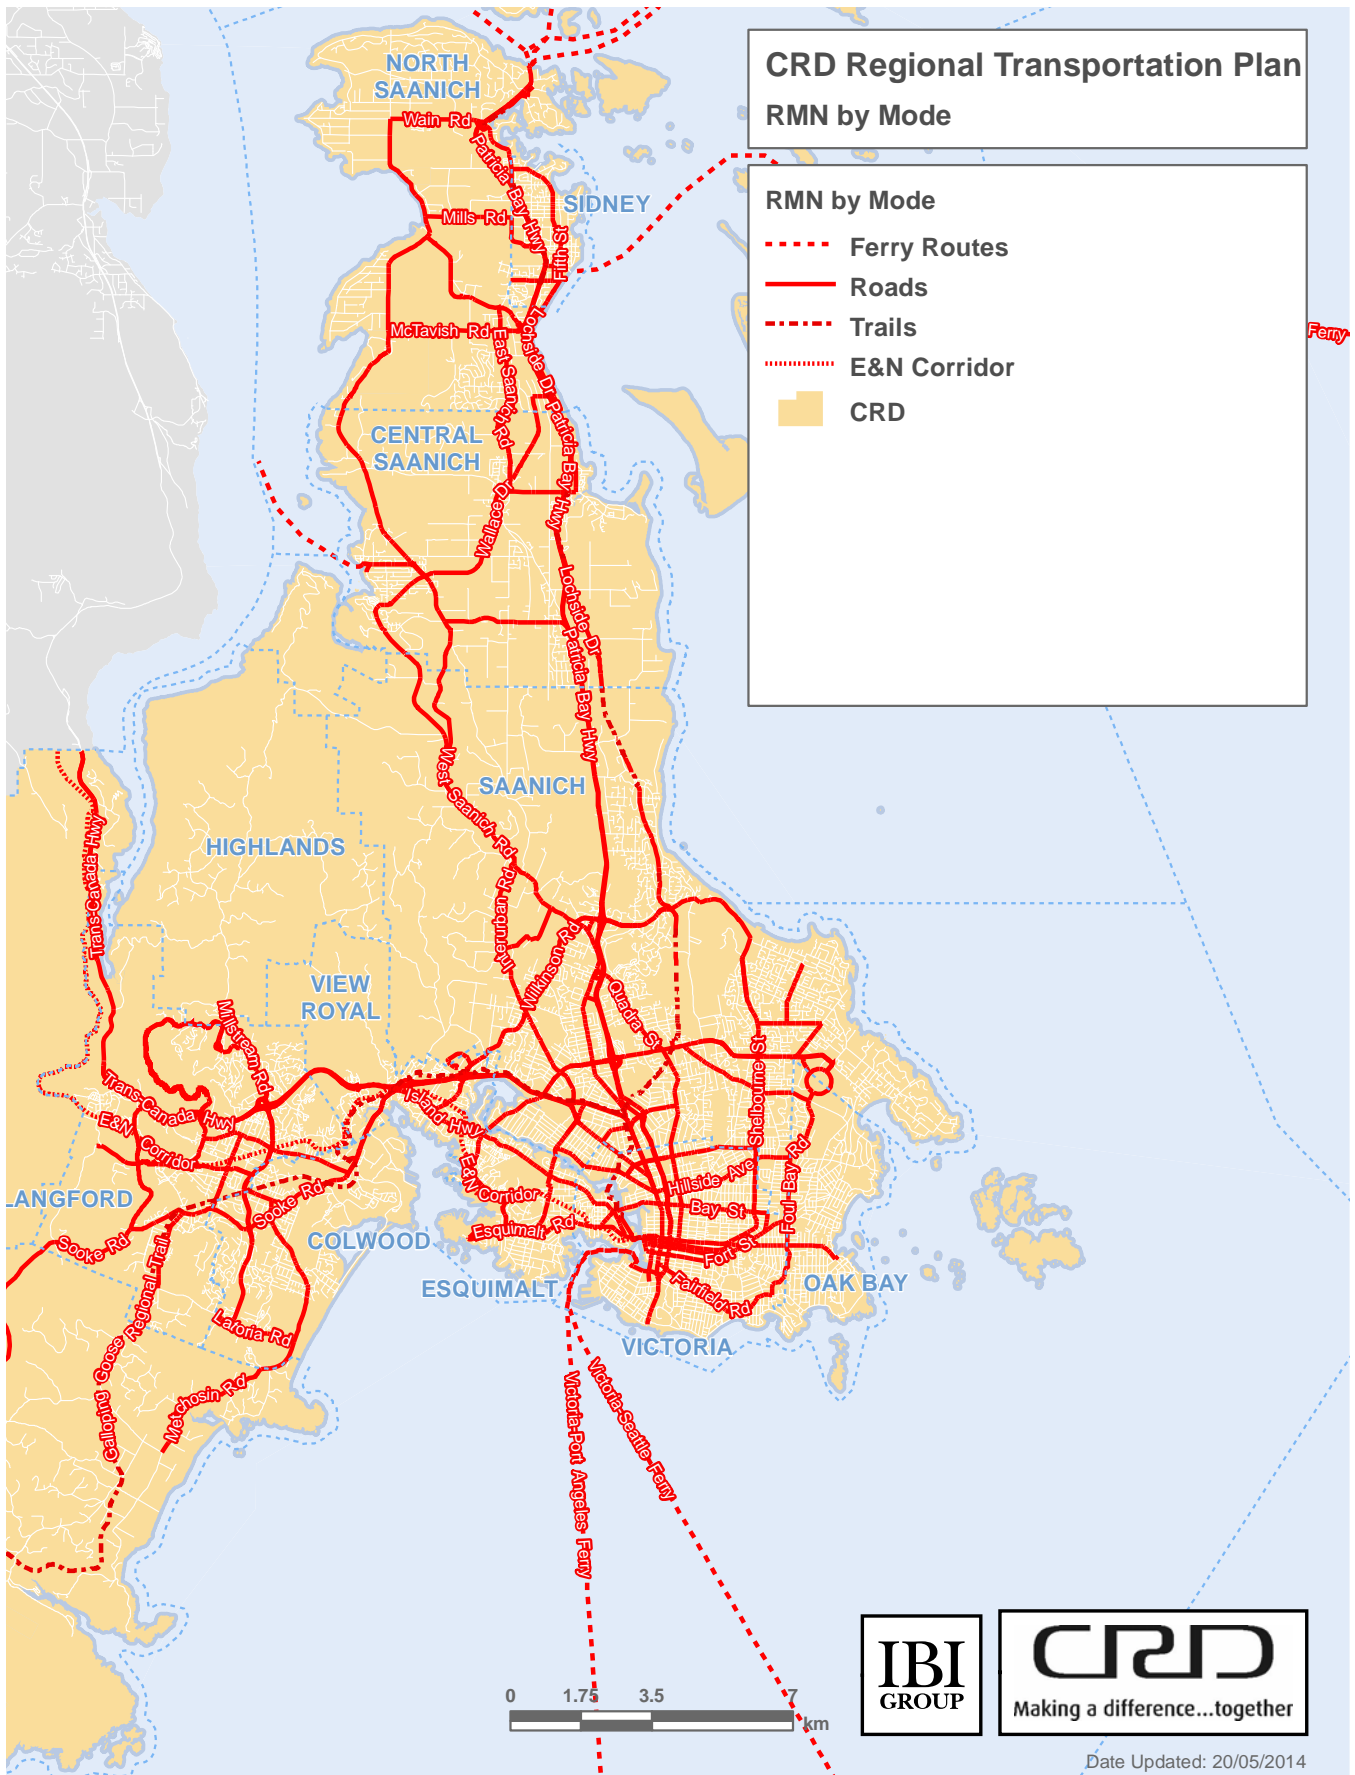 CRD Regional Transportation Plan
RMN by Mode
RMN by Mode
Ferry Routes
Roads
Trails
E&N Corridor
CRD
NORTH
SAANICH
Wain Rd
Patricia Bay Hwy
SIDNEY
Mills Rd
Fifth St
McTavish Rd
East Saanich Rd
Lochside Dr
Patricia Bay Hwy
Ferry
CENTRAL
SAANICH
Wallace Dr
Lochside Dr
Patricia Bay Hwy
West Saanich Rd
SAANICH
HIGHLANDS
Trans-Canada Hwy
Interurban Rd
Wilkinson Rd
VIEW
ROYAL
Quadra St
Millstream Rd
Trans-Canada Hwy
Island Hwy
Shelbourne St
E&N Corridor
E&N Corridor
Hillside Ave
Foul Bay Rd
LANGFORD
Sooke Rd
Bay St
Esquimalt Rd
Fort St
Sooke Rd
COLWOOD
ESQUIMALT
Fairfield Rd
OAK BAY
Galloping Goose Regional Trail
Latoria Rd
VICTORIA
Metchosin Rd
Victoria-Port Angeles Ferry
Victoria-Seattle Ferry
0 1.75 3.5 7
km
IBI
GROUP
CRD
Making a difference...together
Date Updated: 20/05/2014